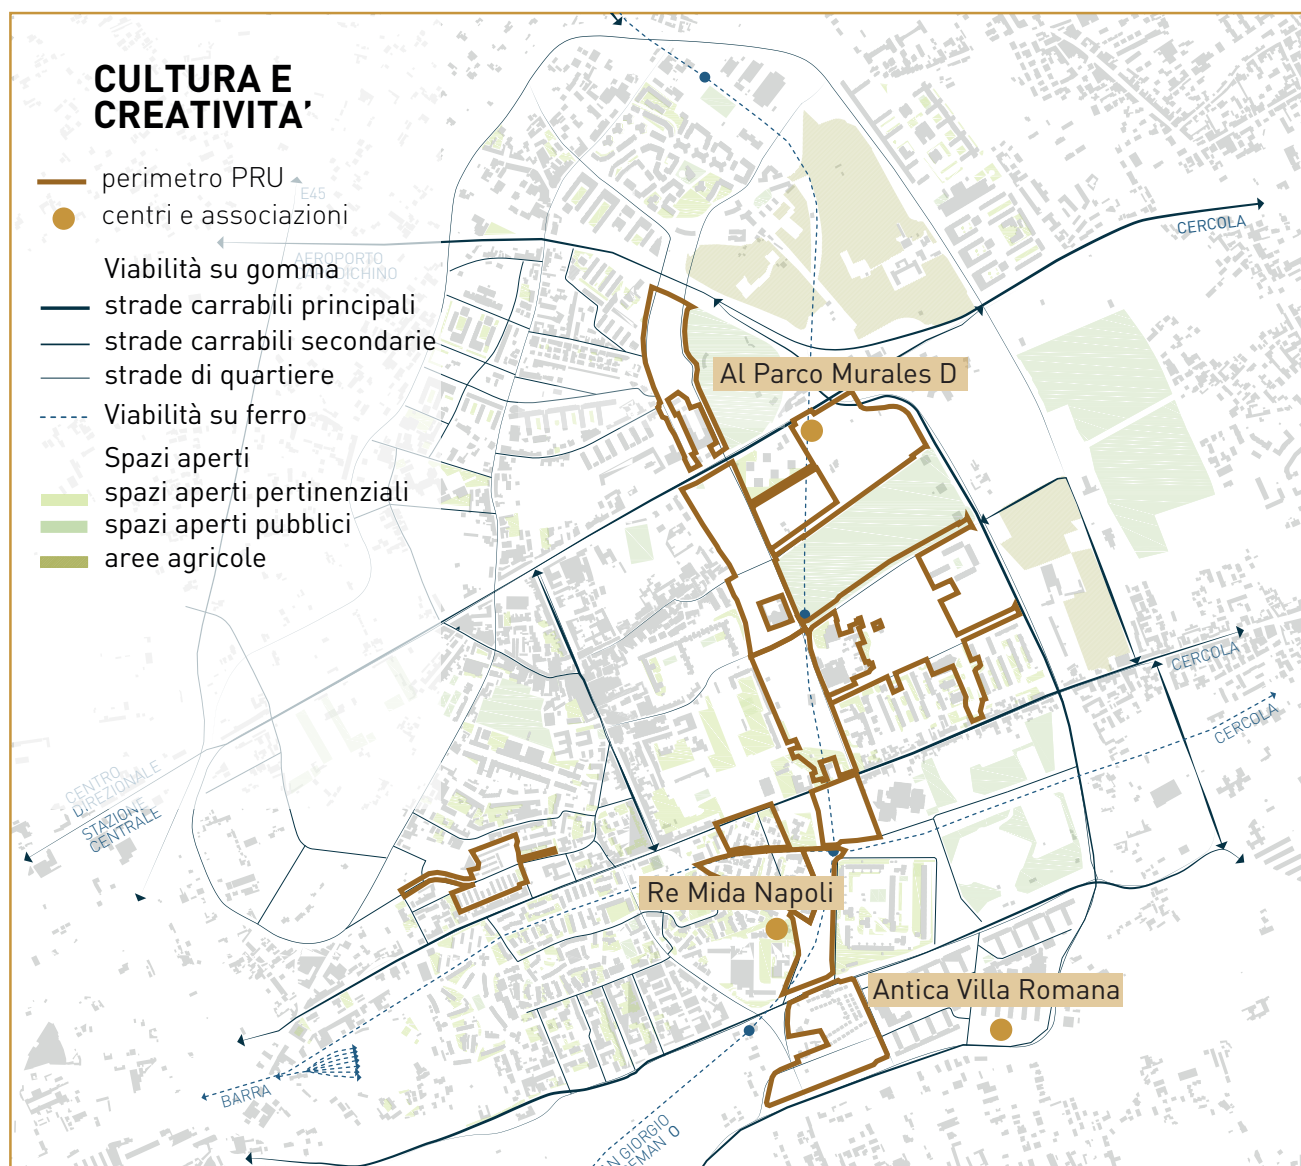 CULTURA E
CREATIVITA'
perimetro PRU
centri e associazioni
Viabilità su gomma
strade carrabili principali
strade carrabili secondarie
strade di quartiere
Viabilità su ferro
Spazi aperti
spazi aperti pertinenziali
spazi aperti pubblici
aree agricole
E45
AEROPORTO
CERCOLA
Al Parco Murales D
CERCOLA
CERCOLA
CENTRO
DIREZIONALE
STAZIONE
CENTRALE
Re Mida Napoli
Antica Villa Romana
BARRA
N GIORGIO